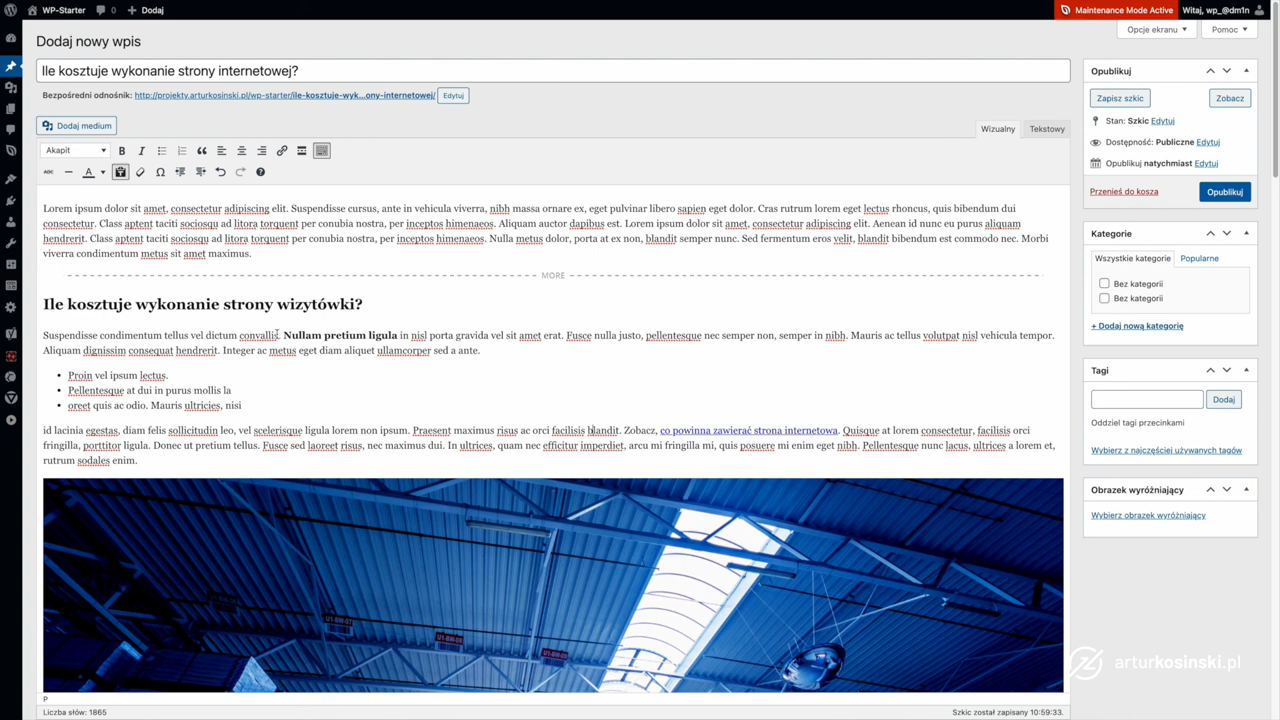 WP-Starter
0
Dodaj
Maintenance Mode Active
Witaj, wp_@dm1n
Dodaj nowy wpis
Opcje ekranu
Pomoc
Ile kosztuje wykonanie strony internetowej?
Bezpośredni odnośnik: http://projekty.arturkosinski.pl/wp-starter/ile-kosztuje-wyk...ony-internetowej/ Edytuj
Dodaj medium
Wizualny
Tekstowy
Akapit
B
I
ABC
A
Lorem ipsum dolor sit amet, consectetur adipiscing elit. Suspendisse cursus, ante in vehicula viverra, nibh massa ornare ex, eget pulvinar libero sapien eget dolor. Cras rutrum lorem eget lectus rhoncus, quis bibendum dui
consectetur. Class aptent taciti sociosqu ad litora torquent per conubia nostra, per inceptos himenaeos. Aliquam auctor dapibus est. Lorem ipsum dolor sit amet, consectetur adipiscing elit. Aenean id nunc eu purus aliquam
hendrerit. Class aptent taciti sociosqu ad litora torquent per conubia nostra, per inceptos himenaeos. Nulla metus dolor, porta at ex non, blandit semper nunc. Sed fermentum eros velit, blandit bibendum est commodo nec. Morbi
viverra condimentum metus sit amet maximus.
MORE
Ile kosztuje wykonanie strony wizytówki?
Suspendisse condimentum tellus vel dictum convallis. Nullam pretium ligula in nisl porta gravida vel sit amet erat. Fusce nulla justo, pellentesque nec semper non, semper in nibh. Mauris ac tellus volutpat nisl vehicula tempor.
Aliquam dignissim consequat hendrerit. Integer ac metus eget diam aliquet ullamcorper sed a ante.
• Proin vel ipsum lectus.
• Pellentesque at dui in purus mollis la
• oreet quis ac odio. Mauris ultricies, nisi
id lacinia egestas, diam felis sollicitudin leo, vel scelerisque ligula lorem non ipsum. Praesent maximus risus ac orci facilisis blandit. Zobacz, co powinna zawierać strona internetowa. Quisque at lorem consectetur, facilisis orci
fringilla, porttitor ligula. Donec ut pretium tellus. Fusce sed laoreet risus, nec maximus dui. In ultrices, quam nec efficitur imperdiet, arcu mi fringilla mi, quis posuere mi enim eget nibh. Pellentesque nunc lacus, ultrices a lorem et,
rutrum sodales enim.
U1-BW-07
U1-BW-08
U1-BW-09
P
Liczba słów: 1865
Szkic został zapisany 10:59:33.
Opublikuj
Zapisz szkic
Zobacz
Stan: Szkic Edytuj
Dostępność: Publiczne Edytuj
Opublikuj natychmiast Edytuj
Przenieś do kosza
Opublikuj
Kategorie
Wszystkie kategorie
Popularne
Bez kategorii
Bez kategorii
+ Dodaj nową kategorię
Tagi
Dodaj
Oddziel tagi przecinkami
Wybierz z najczęściej używanych tagów
Obrazek wyróżniający
Wybierz obrazek wyróżniający
arturkosinski.pl